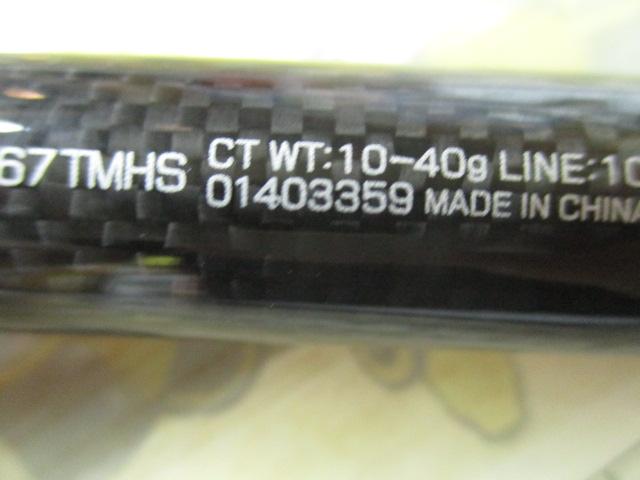 67TMHS CT WT:10-40g LINE:10
01403359 MADE IN CHINA